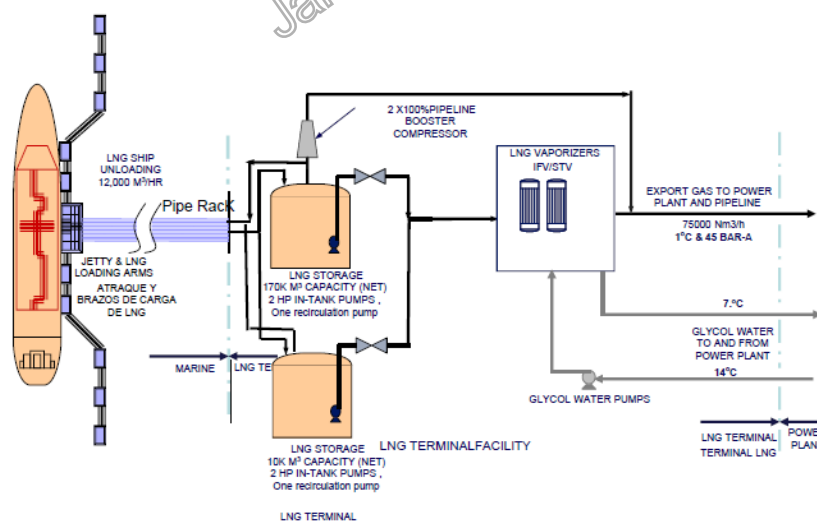 2 X100%PIPELINE
BOOSTER
COMPRESSOR
LNG SHIP
UNLOADING
12,000 M³/HR
LNG VAPORIZERS
IFV/STV
Pipe RacK
EXPORT GAS TO POWER
PLANT AND PIPELINE
75000 Nm3/h
1°C & 45 BAR-A
JETTY & LNG
LOADING ARMS
ATRAQUE Y
BRAZOS DE CARGA
DE LNG
LNG STORAGE
170K M³ CAPACITY (NET)
2 HP IN-TANK PUMPS ,
One recirculation pump
7.°C
GLYCOL WATER
TO AND FROM
POWER PLANT
14°C
MARINE
LNG TE
GLYCOL WATER PUMPS
LNG STORAGE
10K M³ CAPACITY (NET)
2 HP IN-TANK PUMPS ,
One recirculation pump
LNG TERMINALFACILITY
LNG TERMINAL
TERMINAL LNG
POWE
PLAN
LNG TERMINAL